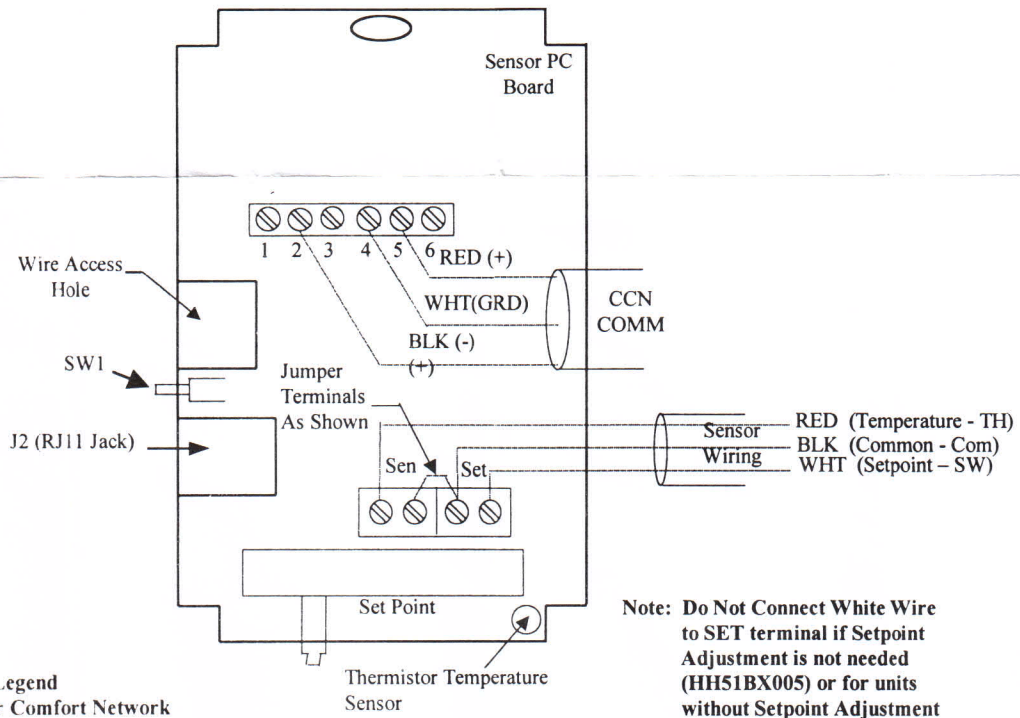 Sensor PC
Board
1 2 3 4 5 6
RED (+)
WHT(GRD)
BLK (-)
(+)
CCN
COMM
Wire Access
Hole
SW1
J2 (RJ11 Jack)
Jumper
Terminals
As Shown
Sen
Set
Sensor
Wiring
RED (Temperature - TH)
BLK (Common - Com)
WHT (Setpoint – SW)
Set Point
Thermistor Temperature
Sensor
Note: Do Not Connect White Wire
to SET terminal if Setpoint
Adjustment is not needed
(HH51BX005) or for units
without Setpoint Adjustment
Comfort Network